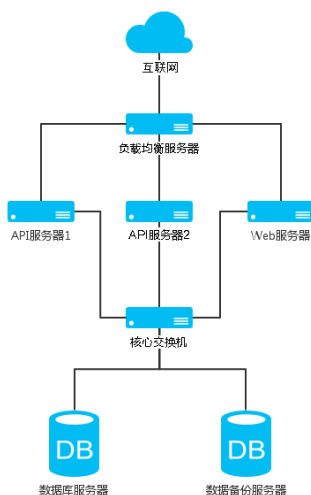 互联网
负载均衡服务器
API服务器1
API服务器2
Web服务器
核心交换机
DB
DB
数据库服务器
数据备份服务器